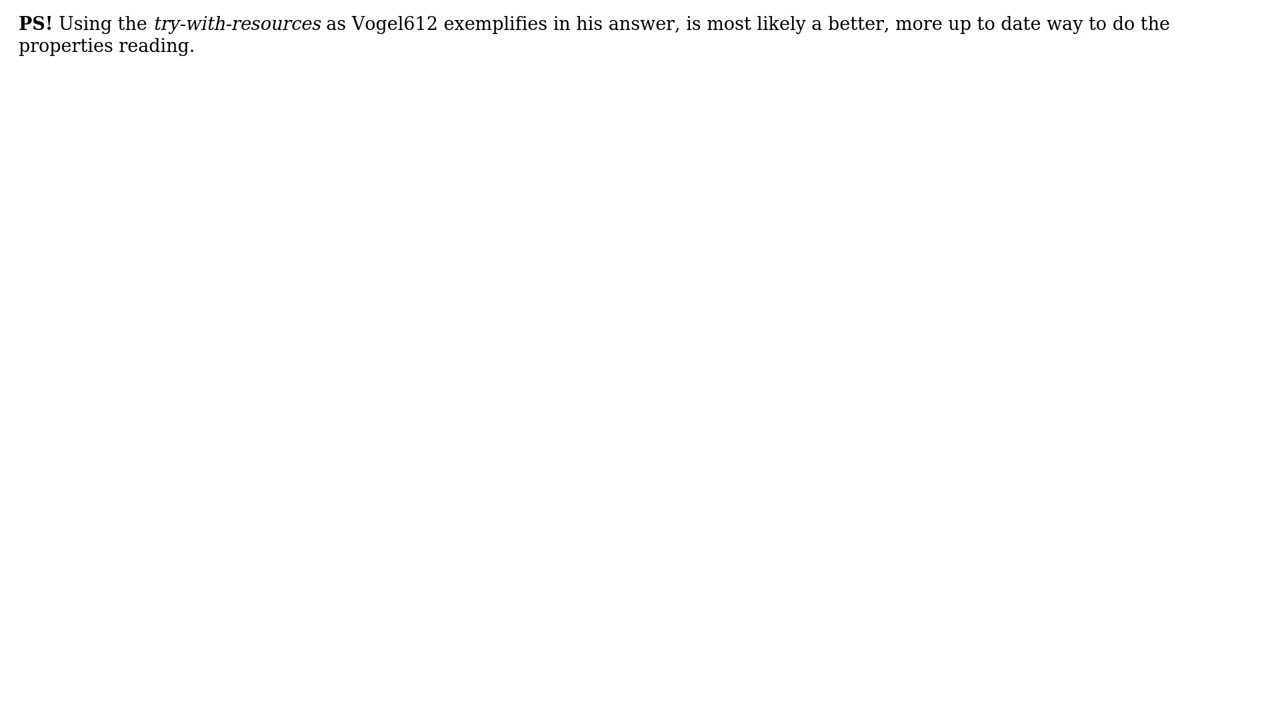 PS! Using the try-with-resources as Vogel612 exemplifies in his answer, is most likely a better, more up to date way to do the
properties reading.